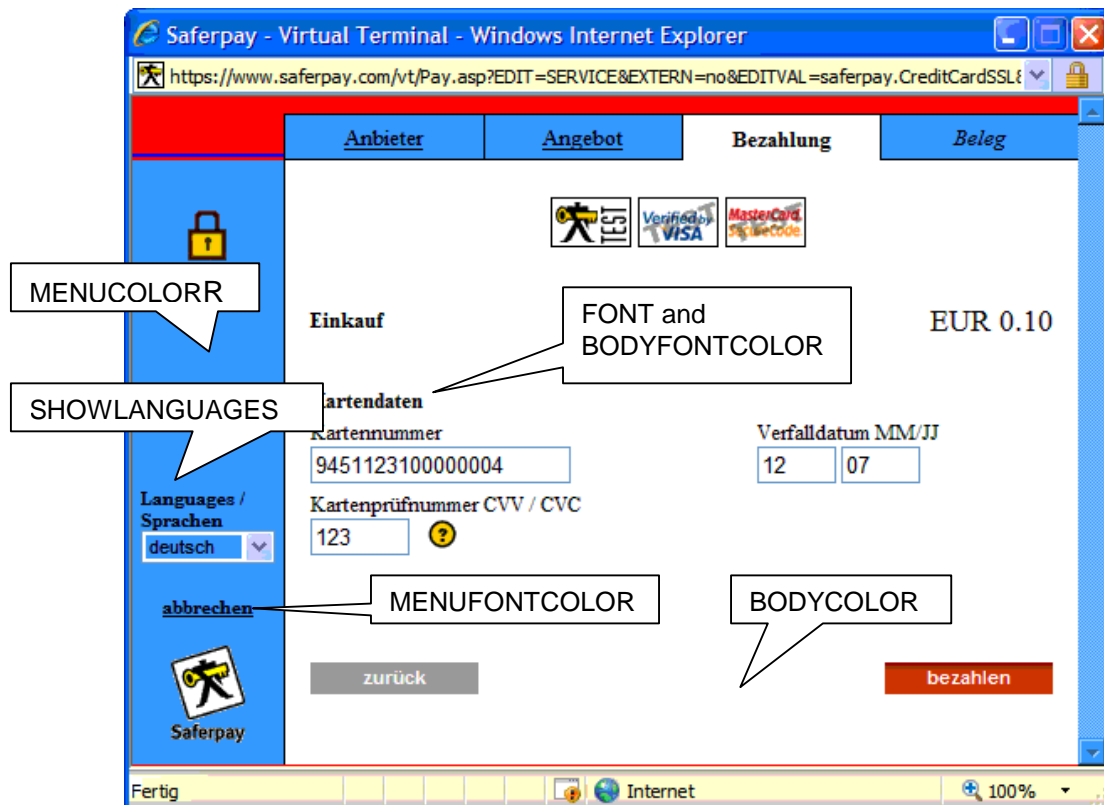 Saferpay - Virtual Terminal - Windows Internet Explorer
https://www.saferpay.com/vt/Pay.asp?EDIT=SERVICE&EXTERN=no&EDITVAL=saferpay.CreditCardSSL&
Anbieter Angebot Bezahlung Beleg
TEST Verified by VISA TEST MasterCard SecureCode TEST
MENUCOLORR
Einkauf
FONT and
BODYFONTCOLOR
EUR 0.10
SHOWLANGUAGES
Kartendaten
Kartennummer Verfalldatum MM/JJ
9451123100000004 12 07
Languages /
Sprachen
deutsch
Kartenprüfnummer CVV / CVC
123 ?
abbrechen
MENUFONTCOLOR
BODYCOLOR
zurück bezahlen
Saferpay
Fertig Internet 100%